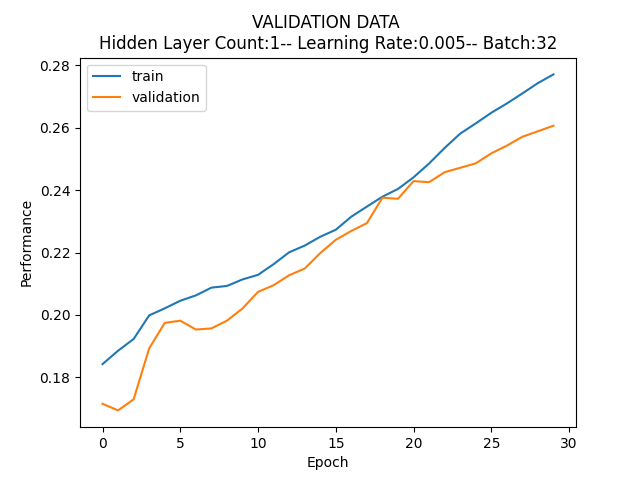 VALIDATION DATA
Hidden Layer Count:1-- Learning Rate:0.005-- Batch:32
train
validation
0.28
0.26
0.24
0.22
0.20
0.18
Performance
0
5
10
15
20
25
30
Epoch